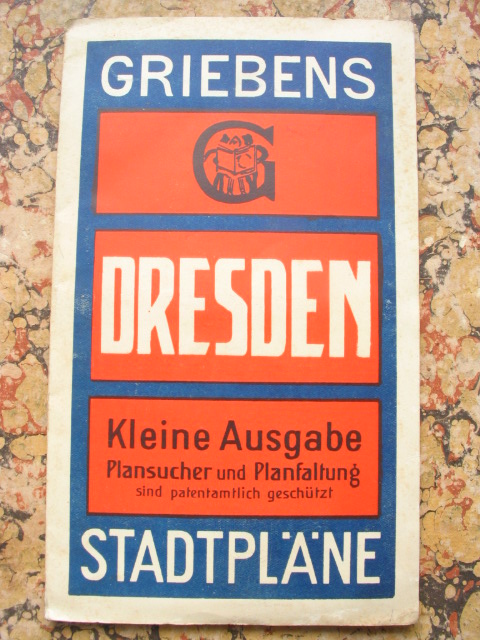 GRIEBENS
G
DRESDEN
Kleine Ausgabe
Plansucher und Planfaltung
sind patentamtlich geschützt
STADTPLÄNE